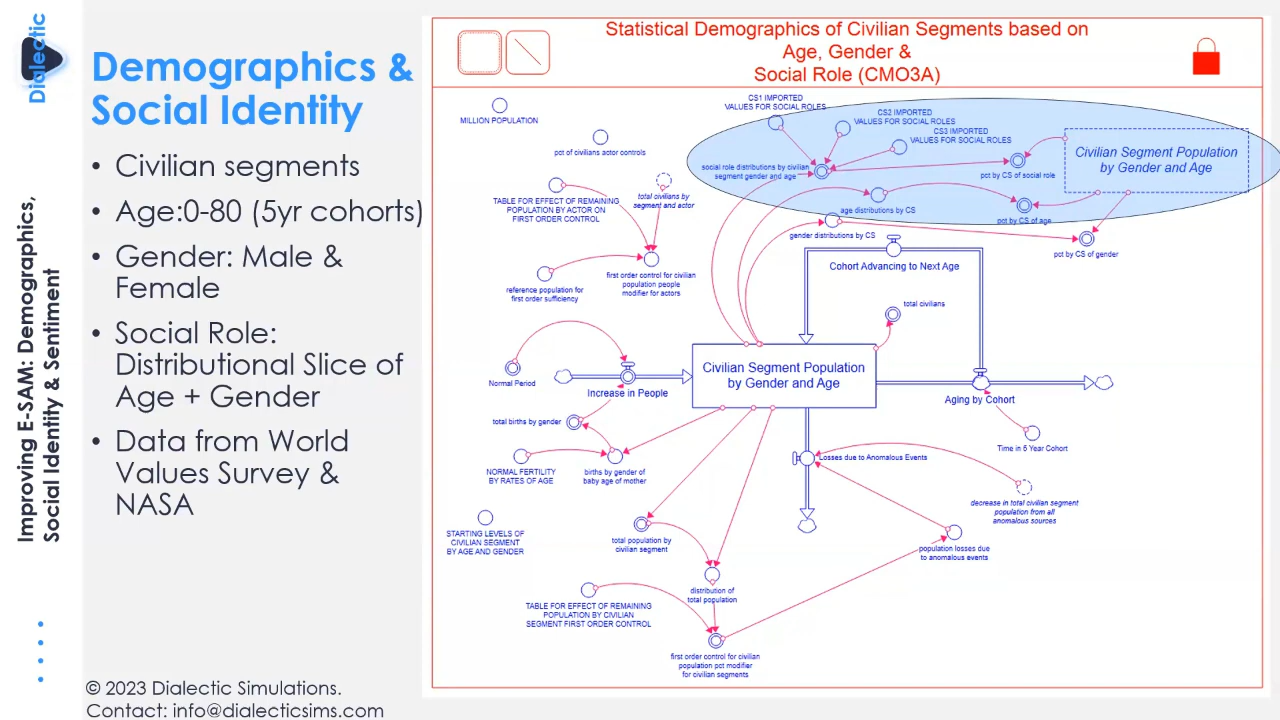 Dialectic
Improving E-SAM: Demographics,
Social Identity & Sentiment
Demographics &
Social Identity
• Civilian segments
• Age:0-80 (5yr cohorts)
• Gender: Male &
Female
• Social Role:
Distributional Slice of
Age + Gender
• Data from World
Values Survey &
NASA
© 2023 Dialectic Simulations.
Contact: info@dialecticsims.com
Statistical Demographics of Civilian Segments based on
Age, Gender &
Social Role (CMO3A)
MILLION POPULATION
pct of civilians actor controls
CS1 IMPORTED
VALUES FOR SOCIAL ROLES
CS2 IMPORTED
VALUES FOR SOCIAL ROLES
CS3 IMPORTED
VALUES FOR SOCIAL ROLES
social role distributions by civilian
segment gender and age
pct by CS of social role
Civilian Segment Population
by Gender and Age
age distributions by CS
pct by CS of age
gender distributions by CS
pct by CS of gender
TABLE FOR EFFECT OF REMAINING
POPULATION BY ACTOR ON
FIRST ORDER CONTROL
total civilians by
segment and actor
reference population for
first order sufficiency
first order control for civilian
population people
modifier for actors
Cohort Advancing to Next Age
total civilians
Normal Period
Increase in People
Civilian Segment Population
by Gender and Age
Aging by Cohort
total births by gender
Time in 5 Year Cohort
NORMAL FERTILITY
BY RATES OF AGE
births by gender of
baby age of mother
Losses due to Anomalous Events
decrease in total civilian segment
population from all
anomalous sources
STARTING LEVELS OF
CIVILIAN SEGMENT
BY AGE AND GENDER
total population by
civilian segment
population losses due
to anomalous events
distribution of
total population
TABLE FOR EFFECT OF REMAINING
POPULATION BY CIVILIAN
SEGMENT FIRST ORDER CONTROL
first order control for civilian
population pct modifier
for civilian segments